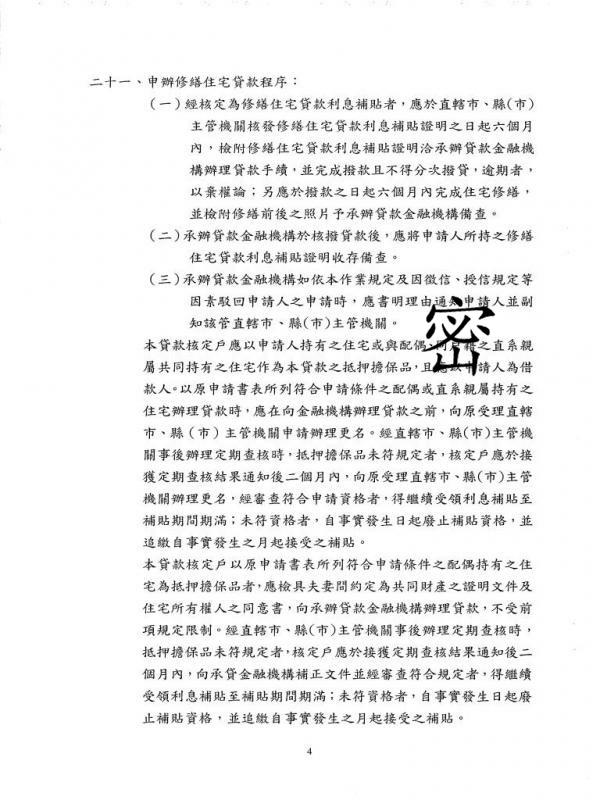 二十一、申辦修繕住宅貸款程序：
（一）經核定為修繕住宅貸款利息補貼者，應於直轄市、縣(市)
主管機關核發修繕住宅貸款利息補貼證明之日起六個月
內，檢附修繕住宅貸款利息補貼證明洽承辦貸款金融機
構辦理貸款手續，並完成撥款且不得分次撥貸，逾期者，
以棄權論；另應於撥款之日起六個月內完成住宅修繕，
並檢附修繕前後之照片予承辦貸款金融機構備查。
（二）承辦貸款金融機構於核撥貸款後，應將申請人所持之修繕
住宅貸款利息補貼證明收存備查。
（三）承辦貸款金融機構如依本作業規定及因徵信、授信規定等
因素駁回申請人之申請時，應書明理由通知申請人並副
知該管直轄市、縣(市)主管機關。
密
本貸款核定戶應以申請人持有之住宅或與配偶、同戶籍之直系親
屬共同持有之住宅作為本貸款之抵押擔保品，且應以申請人為借
款人。以原申請書表所列符合申請條件之配偶或直系親屬持有之
住宅辦理貸款時，應在向金融機構辦理貸款之前，向原受理直轄
市、縣（市）主管機關申請辦理更名。經直轄市、縣(市)主管機
關事後辦理定期查核時，抵押擔保品未符規定者，核定戶應於接
獲定期查核結果通知後二個月內，向原受理直轄市、縣(市)主管
機關辦理更名，經審查符合申請資格者，得繼續受領利息補貼至
補貼期間期滿；未符資格者，自事實發生日起廢止補貼資格，並
追繳自事實發生之月起接受之補貼。
本貸款核定戶以原申請書表所列符合申請條件之配偶持有之住
宅為抵押擔保品者，應檢具夫妻間約定為共同財產之證明文件及
住宅所有權人之同意書，向承辦貸款金融機構辦理貸款，不受前
項規定限制。經直轄市、縣(市)主管機關事後辦理定期查核時，
抵押擔保品未符規定者，核定戶應於接獲定期查核結果通知後二
個月內，向承貸金融機構補正文件並經審查符合規定者，得繼續
受領利息補貼至補貼期間期滿；未符資格者，自事實發生日起廢
止補貼資格，並追繳自事實發生之月起接受之補貼。
4